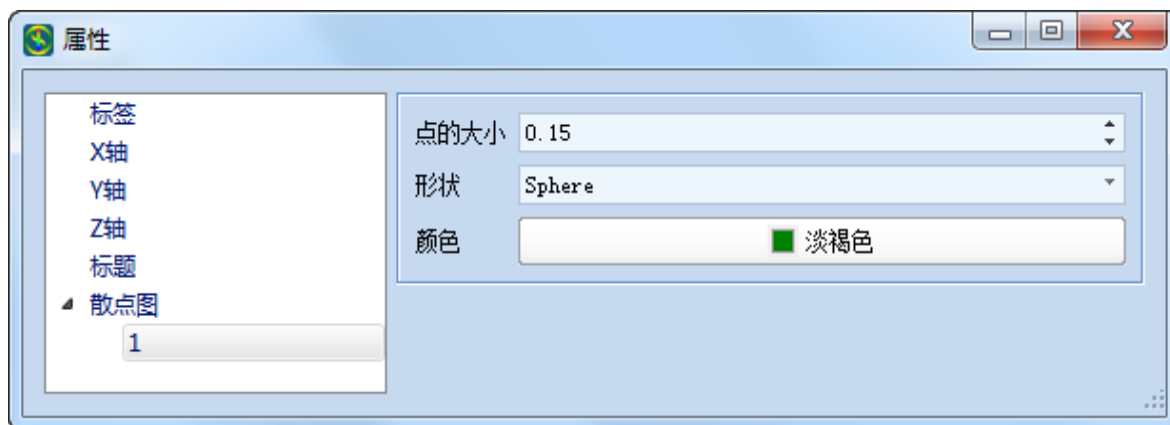 属性
标签
X轴
Y轴
Z轴
标题
散点图
1
点的大小 0.15
形状 Sphere
颜色 淡褐色